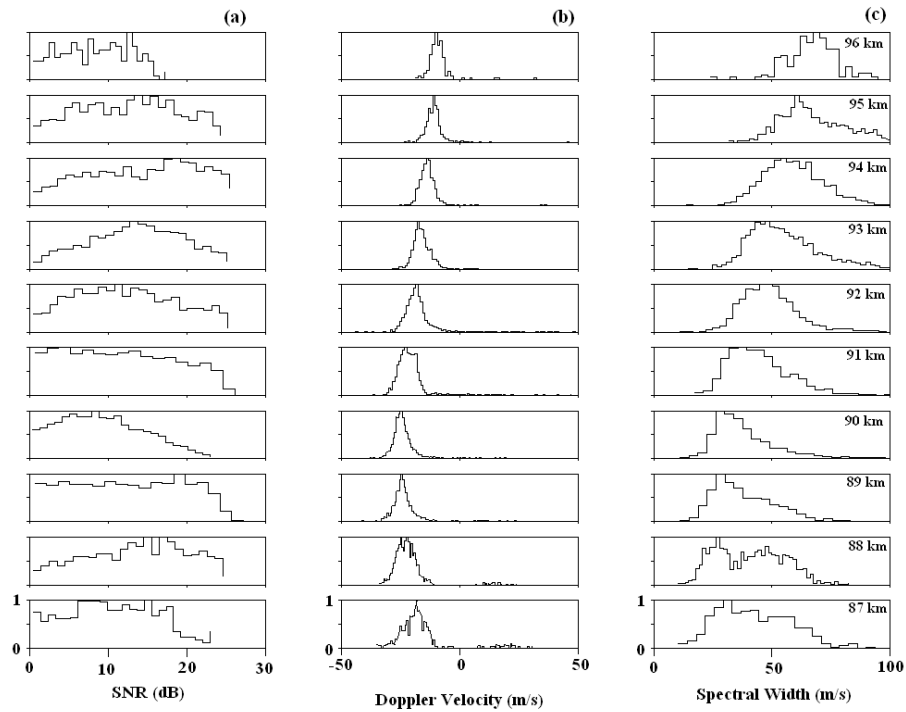 (a) (b) (c)
96 km
95 km
94 km
93 km
92 km
91 km
90 km
89 km
88 km
1 1 1 87 km
0 0 0
0 10 20 30 -50 0 50 0 50 100
SNR (dB) Doppler Velocity (m/s) Spectral Width (m/s)